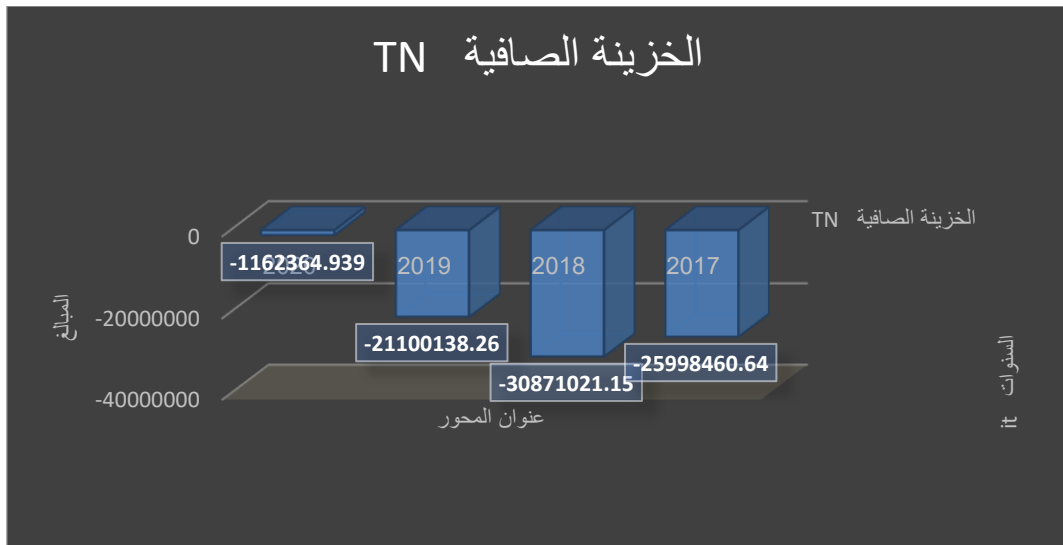 الخزينة الصافية TN
الخزينة الصافية TN
0
-20000000
-40000000
المبالغ
2019
2018
2017
-1162364.939
-21100138.26
-30871021.15
-25998460.64
عنوان المحور
السنوات it